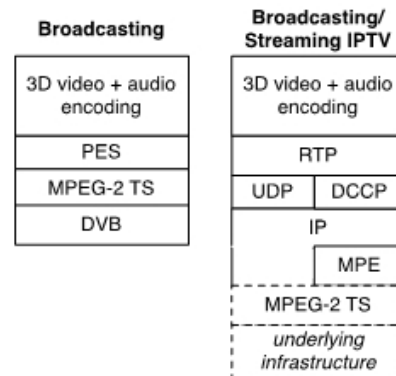 Broadcasting
3D video + audio
encoding
PES
MPEG-2 TS
DVB
Broadcasting/
Streaming IPTV
3D video + audio
encoding
RTP
UDP DCCP
IP
MPE
MPEG-2 TS
underlying
infrastructure